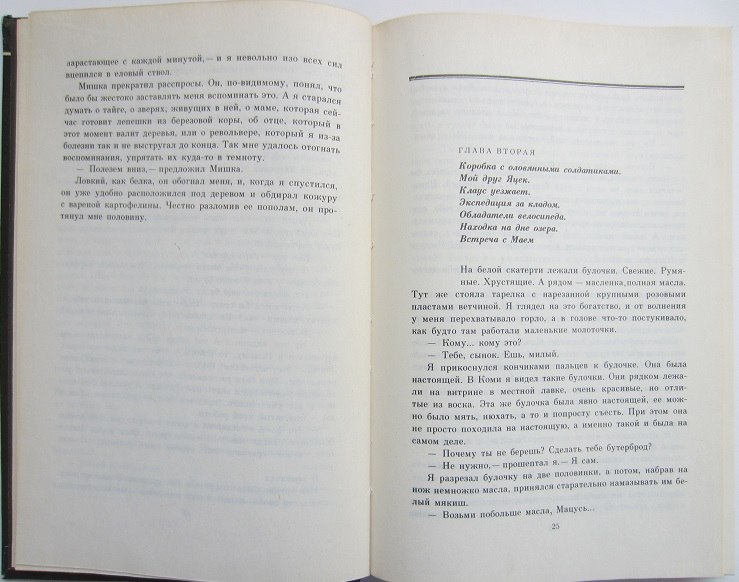 нарастающее с каждой минутой,— и я невольно изо всех сил
вцепился в еловый ствол.
Мишка прекратил расспросы. Он, по-видимому, понял, что
было бы жестоко заставлять меня вспоминать это. А я старался
думать о тайге, о зверях, живущих в ней, о маме, которая сей-
час готовит лепешки из березовой коры, об отце, который в
этот момент валит деревья, или о револьвере, который я из-за
болезни так и не выстругал до конца. Так мне удалось отогнать
воспоминания, упрятать их куда-то в темноту.
— Полезем вниз,— предложил Мишка.
Ловкий, как белка, он обогнал меня, и, когда я спустился,
он уже удобно расположился под деревом и обдирал кожуру
с вареной картофелины. Честно разломив ее пополам, он про-
тянул мне половину.
ГЛАВА ВТОРАЯ
Коробка с оловянными солдатиками.
Мой друг Яцек.
Клаус уезжает.
Экспедиция за кладом.
Обладатели велосипеда.
Находка на дне озера.
Встреча с Маем
На белой скатерти лежали булочки. Свежие. Румя-
ные. Хрустящие. А рядом — масленка, полная масла.
Тут же стояла тарелка с нарезанной крупными розовыми
пластами ветчиной. Я глядел на это богатство, и от волнения
у меня перехватывало горло, а в голове что-то постукивало,
как будто там работали маленькие молоточки.
— Кому... кому это?
— Тебе, сынок. Ешь, милый.
Я прикоснулся кончиками пальцев к булочке. Она была
настоящей. В Коми я видел такие булочки. Они рядком лежа-
ли на витрине в местной лавке, очень красивые, но отли-
тые из воска. Эта же булочка была явно настоящей, ее мож-
но было мять, нюхать, а то и попросту съесть. При этом она
не просто походила на настоящую, а именно такой и была на
самом деле.
— Почему ты не берешь? Сделать тебе бутерброд?
— Не нужно,— прошептал я.— Я сам.
Я разрезал булочку на две половинки, а потом, набрав на
нож немножко масла, принялся старательно намазывать им бе-
лый мякиш.
— Возьми побольше масла, Мацусь...
25